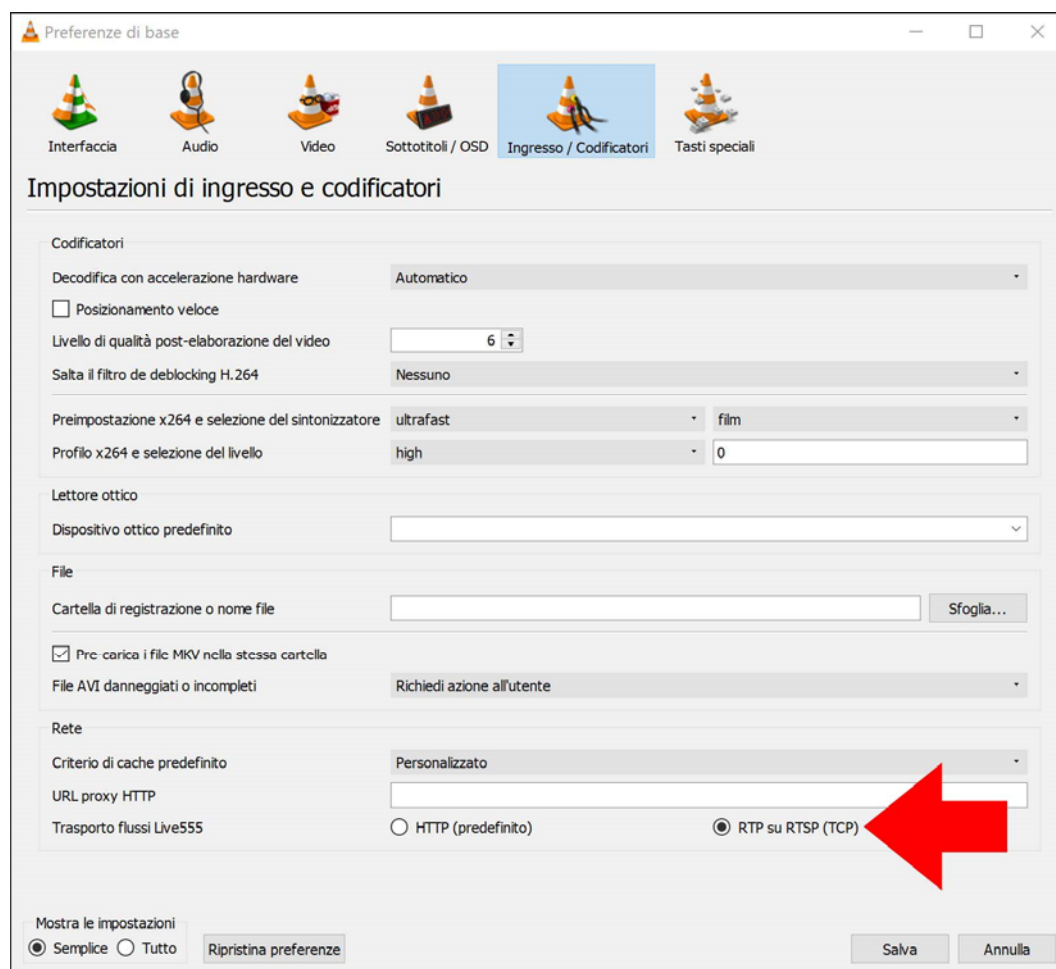 Preferenze di base
Interfaccia Audio Video Sottotitoli / OSD Ingresso / Codificatori Tasti speciali
Impostazioni di ingresso e codificatori
Codificatori
Decodifica con accelerazione hardware Automatico
Posizionamento veloce
Livello di qualità post-elaborazione del video 6
Salta il filtro de deblocking H.264 Nessuno
Preimpostazione x264 e selezione del sintonizzatore ultrafast film
Profilo x264 e selezione del livello high 0
Lettore ottico
Dispositivo ottico predefinito
File
Cartella di registrazione o nome file Sfoglia...
Pre-carica i file MKV nella stessa cartella
File AVI danneggiati o incompleti Richiedi azione all'utente
Rete
Criterio di cache predefinito Personalizzato
URL proxy HTTP
Trasporto flussi Live555 HTTP (predefinito) RTP su RTSP (TCP)
Mostra le impostazioni
Semplice Tutto Ripristina preferenze Salva Annulla